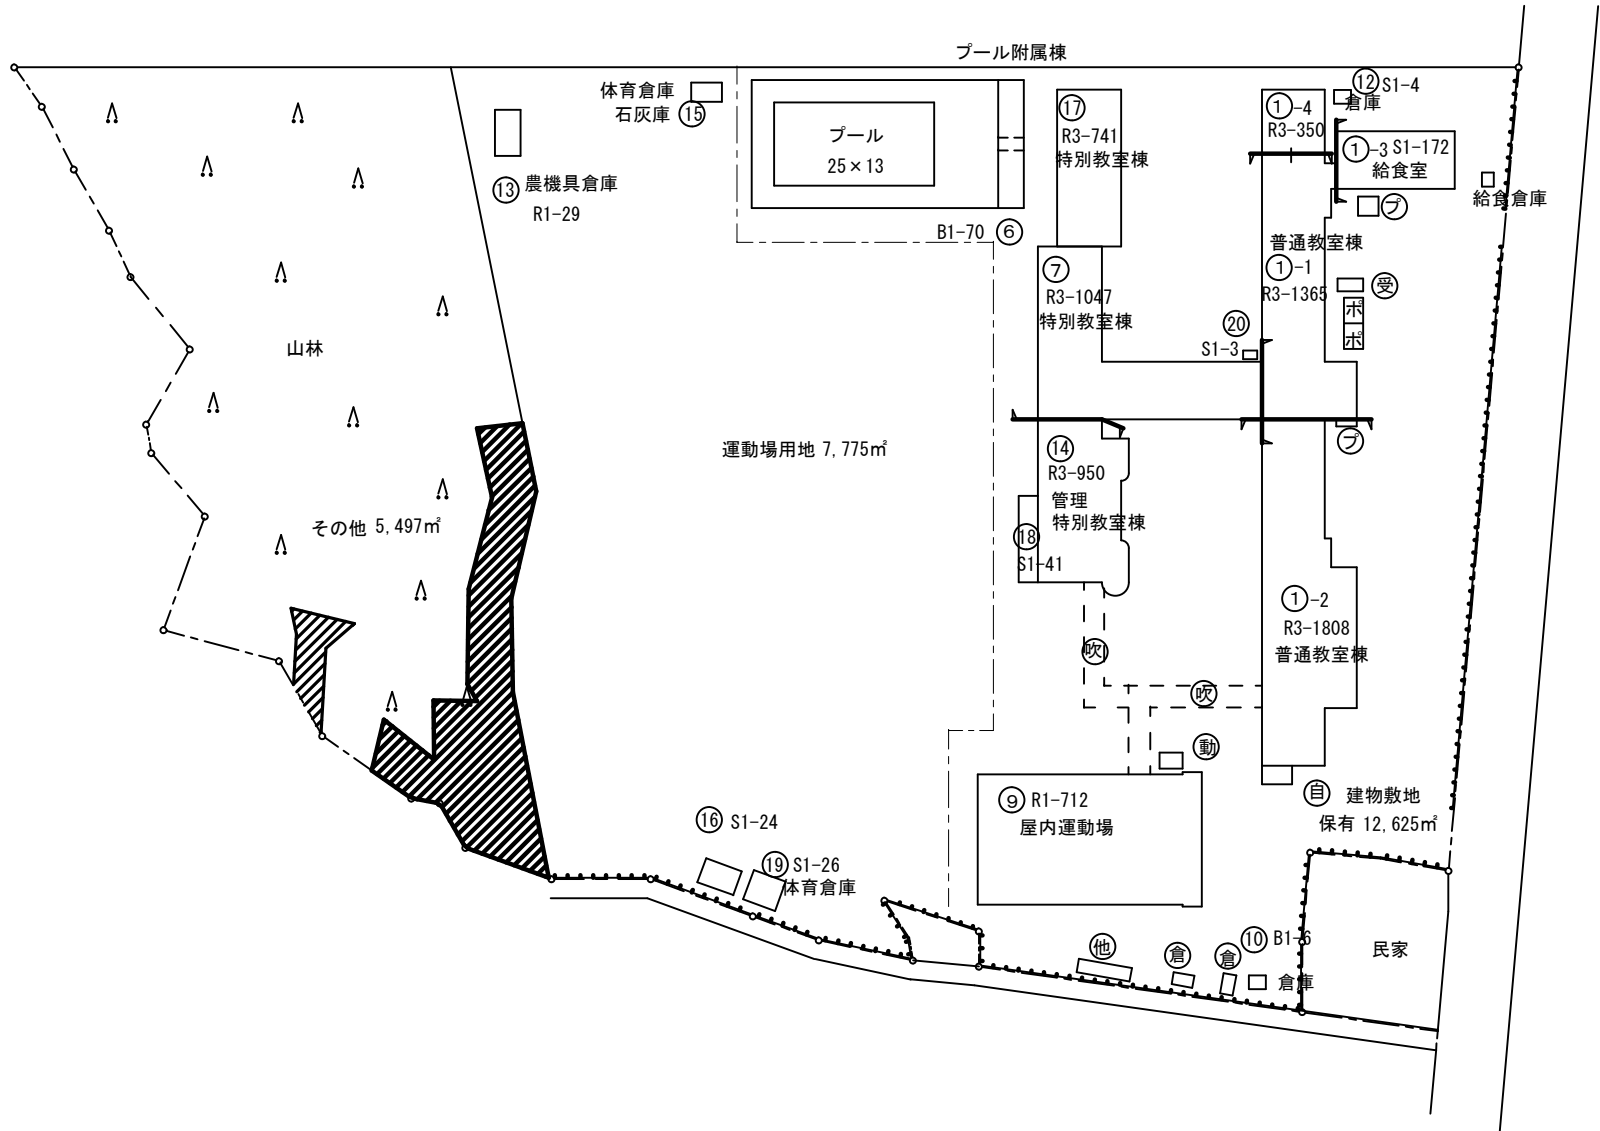 プール附属棟
体育倉庫
石灰庫 ⑮
プール
25×13
⑰
R3-741
特別教室棟
①-4
R3-350
⑫ S1-4
倉庫
①-3 S1-172
給食室
給食倉庫
プ
⑬ 農機具倉庫
R1-29
B1-70 ⑥
普通教室棟
①-1
R3-1365
受
ポ
ポ
⑦
R3-1047
特別教室棟
⑳
S1-3
山林
運動場用地 7,775㎡
プ
⑭
R3-950
管理
特別教室棟
その他 5,497㎡
⑱
S1-41
①-2
R3-1808
普通教室棟
吹
吹
動
⑨ R1-712
屋内運動場
自 建物敷地
保有 12,625㎡
⑯ S1-24
⑲ S1-26
体育倉庫
他
倉
倉
⑩ B1-6
倉庫
民家